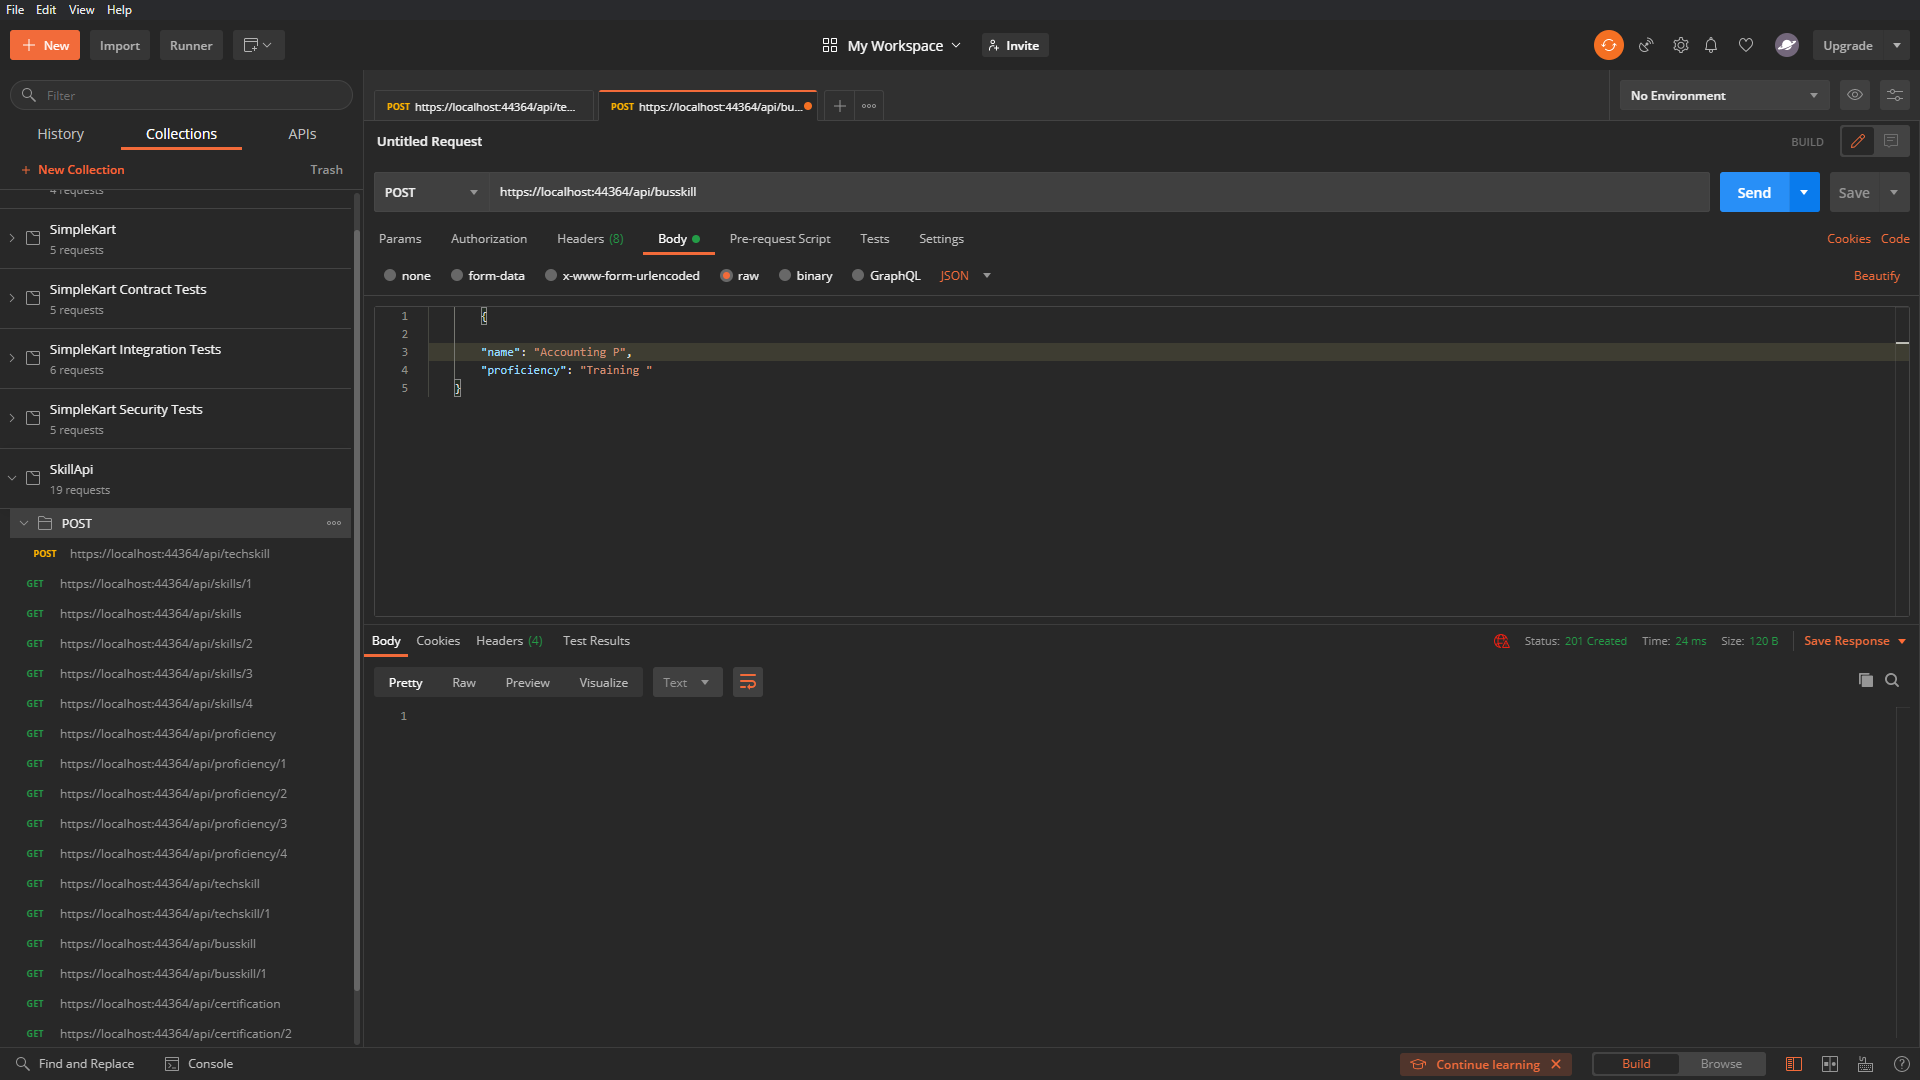 File Edit View Help
New Import Runner My Workspace Invite Upgrade
Filter
History Collections APIs
New Collection Trash
4 requests
SimpleKart
5 requests
SimpleKart Contract Tests
5 requests
SimpleKart Integration Tests
6 requests
SimpleKart Security Tests
5 requests
SkillApi
19 requests
POST
POST https://localhost:44364/api/techskill
GET https://localhost:44364/api/skills/1
GET https://localhost:44364/api/skills
GET https://localhost:44364/api/skills/2
GET https://localhost:44364/api/skills/3
GET https://localhost:44364/api/skills/4
GET https://localhost:44364/api/proficiency
GET https://localhost:44364/api/proficiency/1
GET https://localhost:44364/api/proficiency/2
GET https://localhost:44364/api/proficiency/3
GET https://localhost:44364/api/proficiency/4
GET https://localhost:44364/api/techskill
GET https://localhost:44364/api/techskill/1
GET https://localhost:44364/api/busskill
GET https://localhost:44364/api/busskill/1
GET https://localhost:44364/api/certification
GET https://localhost:44364/api/certification/2
POST https://localhost:44364/api/te... POST https://localhost:44364/api/bu... No Environment
Untitled Request BUILD
POST https://localhost:44364/api/busskill Send Save
Params Authorization Headers (8) Body Pre-request Script Tests Settings Cookies Code
none form-data x-www-form-urlencoded raw binary GraphQL JSON Beautify
1 {
2
3 "name": "Accounting P",
4 "proficiency": "Training "
5 }
Body Cookies Headers (4) Test Results Status: 201 Created Time: 24 ms Size: 120 B Save Response
Pretty Raw Preview Visualize Text
1
Find and Replace Console Continue learning Build Browse